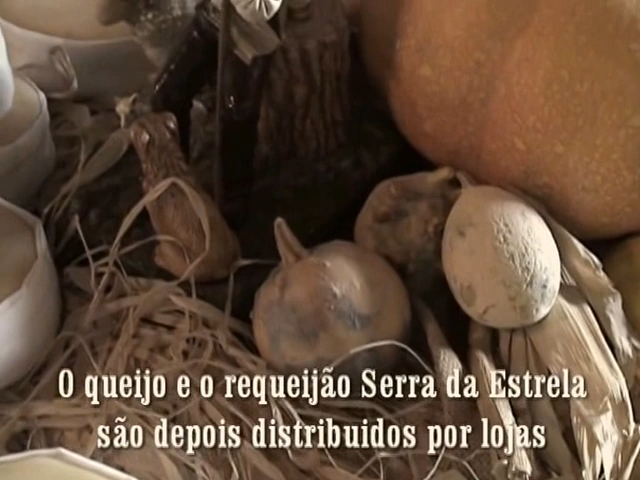 O queijo e o requeijão Serra da Estrela
são depois distribuidos por lojas